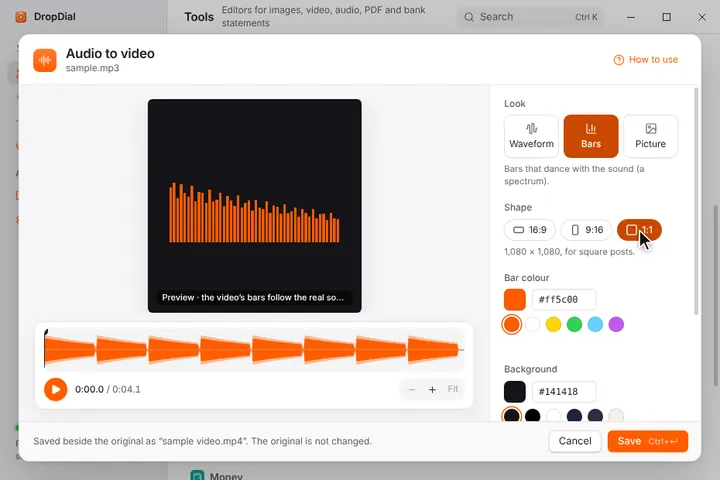 DropDial
Tools
Editors for images, video, audio, PDF and bank
statements
Search
Ctrl K
Audio to video
sample.mp3
How to use
Look
Waveform
Bars
Picture
Bars that dance with the sound (a
spectrum).
Shape
16:9
9:16
1:1
1,080 × 1,080, for square posts.
Preview · the video's bars follow the real so...
Bar colour
#ff5c00
0:00.0 / 0:04.1
Fit
Background
#141418
Saved beside the original as “sample video.mp4”. The original is not changed.
Cancel
Save Ctrl+↵
Money